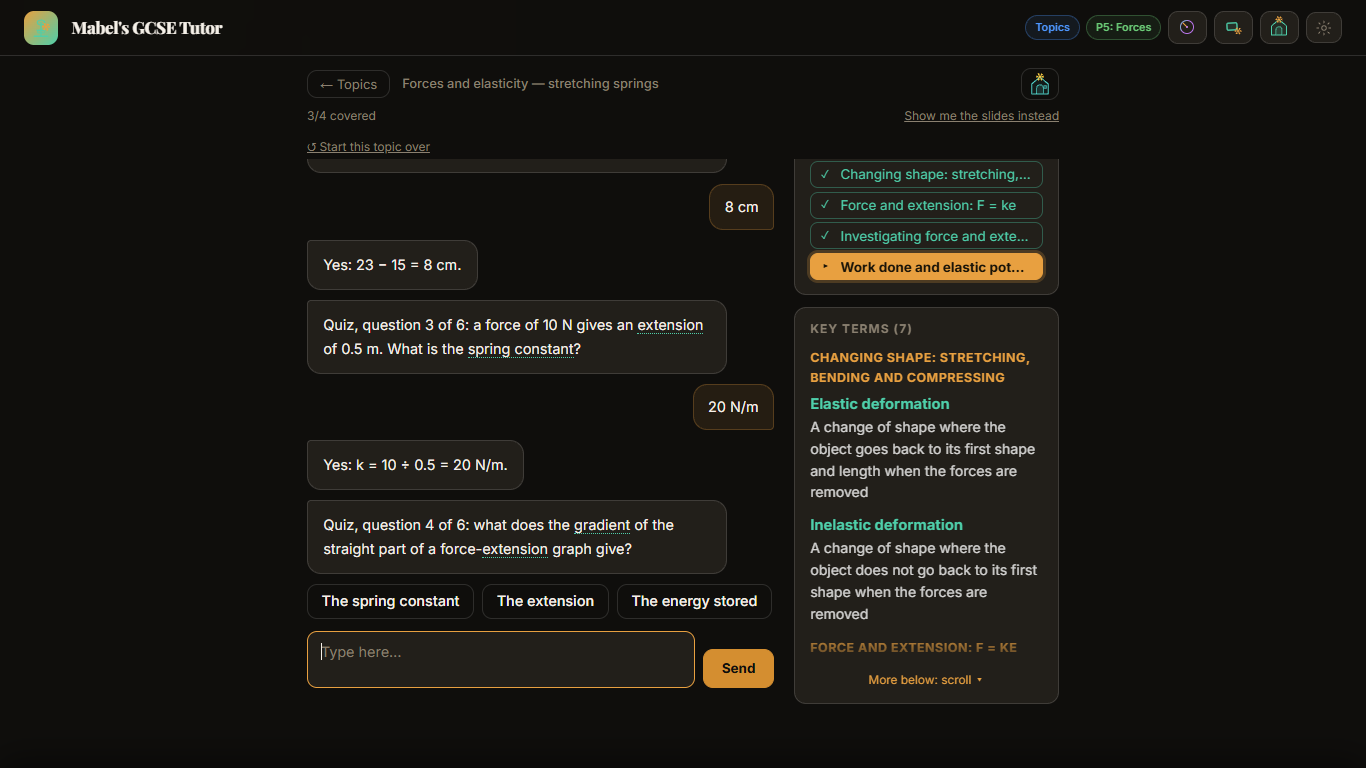 Mabel's GCSE Tutor
Topics
P5: Forces
← Topics
Forces and elasticity — stretching springs
3/4 covered
Show me the slides instead
↺ Start this topic over
8 cm
Yes: 23 − 15 = 8 cm.
Quiz, question 3 of 6: a force of 10 N gives an extension
of 0.5 m. What is the spring constant?
20 N/m
Yes: k = 10 ÷ 0.5 = 20 N/m.
Quiz, question 4 of 6: what does the gradient of the
straight part of a force-extension graph give?
The spring constant
The extension
The energy stored
Type here...
Send
✓ Changing shape: stretching,...
✓ Force and extension: F = ke
✓ Investigating force and exte...
▸ Work done and elastic pot...
KEY TERMS (7)
CHANGING SHAPE: STRETCHING,
BENDING AND COMPRESSING
Elastic deformation
A change of shape where the
object goes back to its first shape
and length when the forces are
removed
Inelastic deformation
A change of shape where the
object does not go back to its first
shape when the forces are
removed
FORCE AND EXTENSION: F = KE
More below: scroll ▾